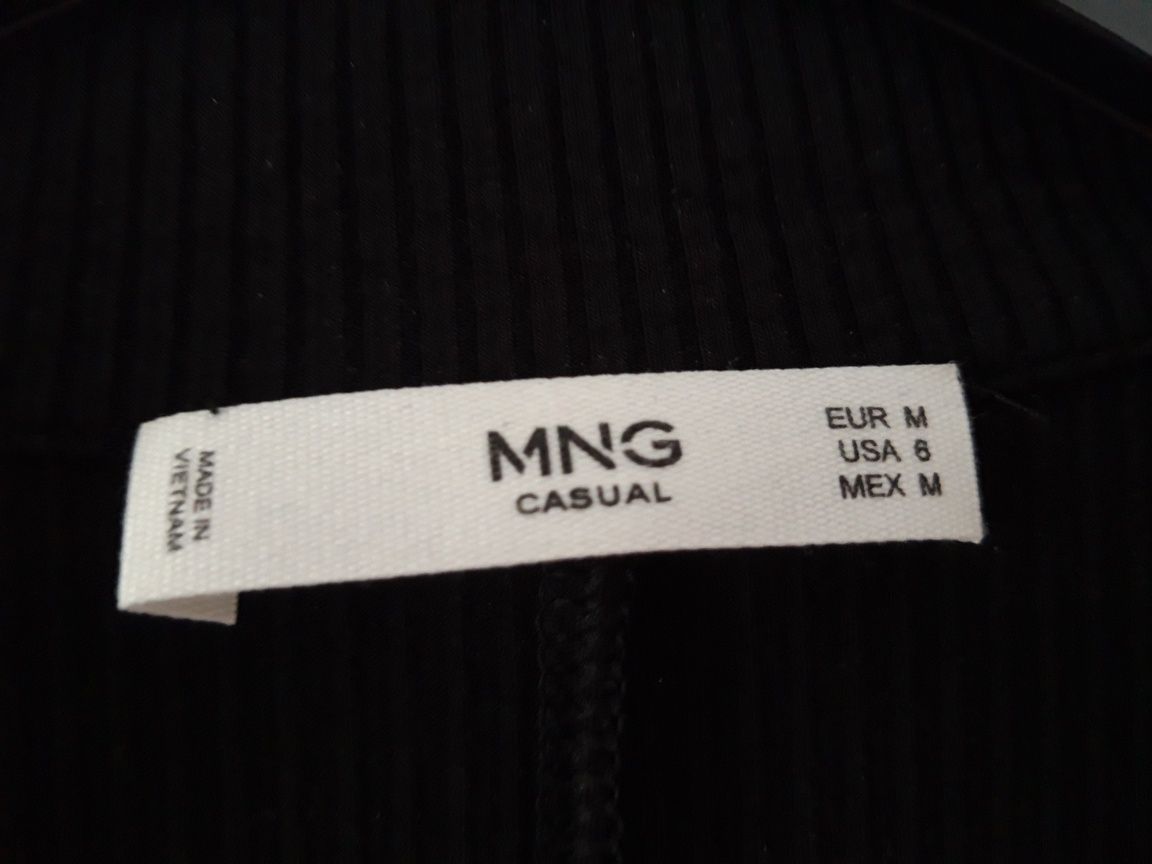 MADE IN
VIETNAM
MNG
CASUAL
EUR M
USA 6
MEX M